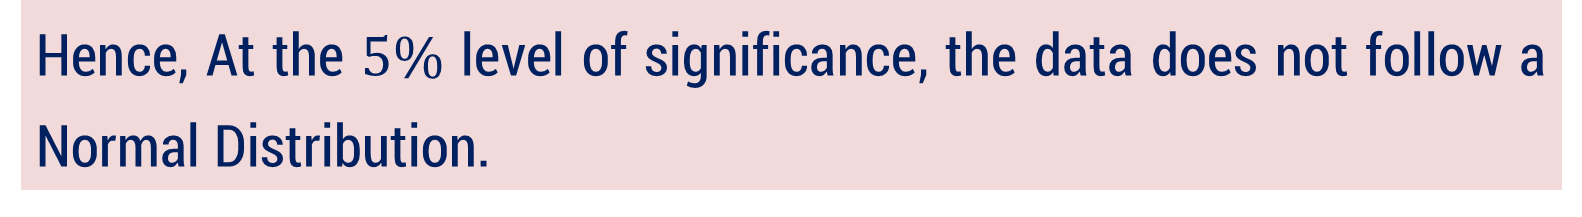 Hence, At the 5% level of significance, the data does not follow a
Normal Distribution.